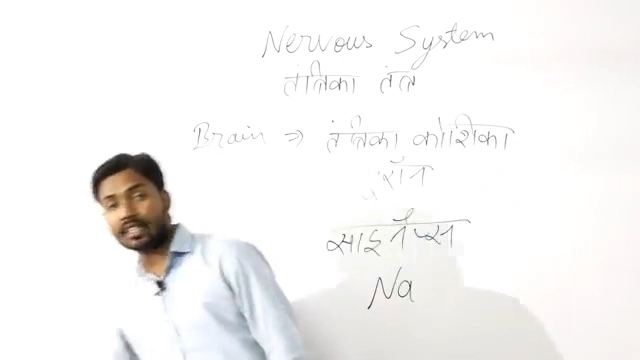 Nervous System
तंत्रिका तंत्र
Brain ⇒ तंत्रिका कोशिका
साइनैप्स
Na